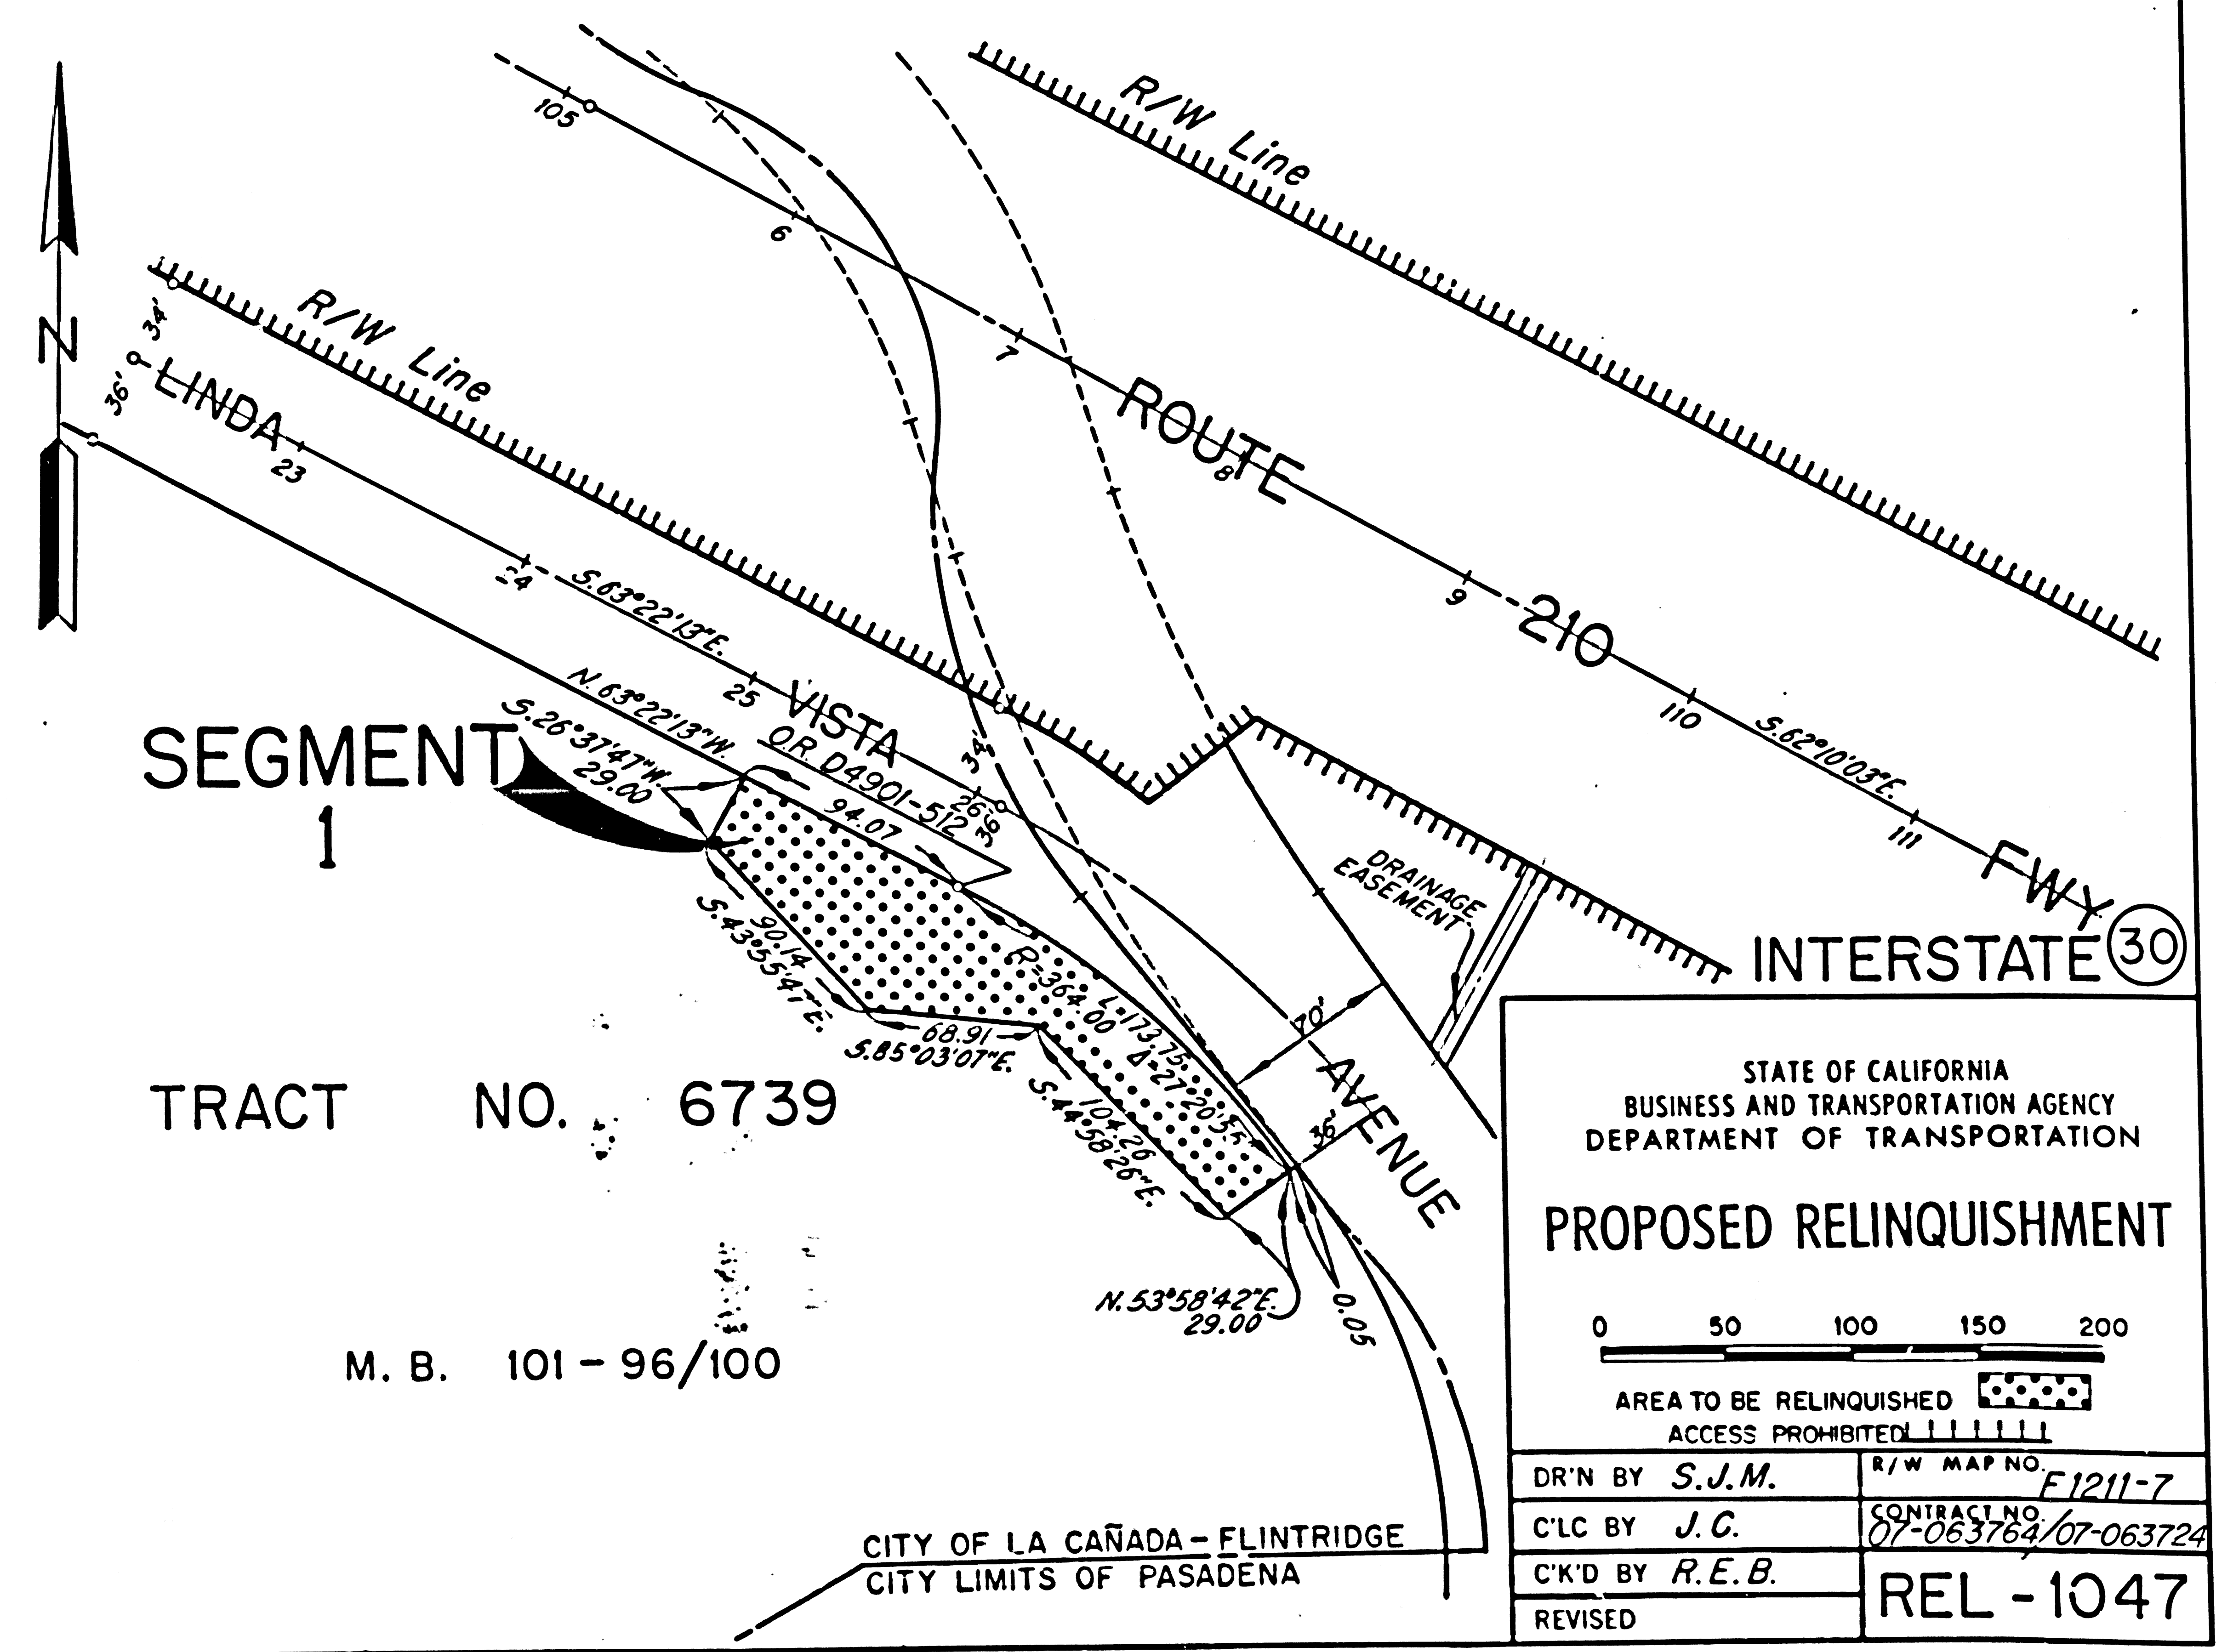 R/W Line
105
6
7
ROUTE
8
9
210
110
S.62°10'03"E.
111
FWY
INTERSTATE 30
R/W Line
34'
36'
N
LINDA
23
24
S.63°22'13"E.
25
VISTA
O.R. D4901-512
26
34'
36'
N.63°22'13"W.
S.26°37'47"W.
29.00
94.07
SEGMENT
1
90.14
S.43°55'47"E.
68.91
S.85°03'07"E.
R=364.00
L=173.75
Δ=27°20'55"
104.26
S.44°58'26"E.
DRAINAGE
EASEMENT
70'
36'
AVENUE
N.53°58'42"E.
29.00
0.05
TRACT NO. 6739
M. B. 101-96/100
CITY OF LA CAÑADA-FLINTRIDGE
CITY LIMITS OF PASADENA
STATE OF CALIFORNIA
BUSINESS AND TRANSPORTATION AGENCY
DEPARTMENT OF TRANSPORTATION
PROPOSED RELINQUISHMENT
0 50 100 150 200
AREA TO BE RELINQUISHED
ACCESS PROHIBITED
DR'N BY S.J.M.
R/W MAP NO.
F1211-7
C'LC BY J.C.
CONTRACT NO.
07-063764/07-063724
C'K'D BY R.E.B.
REVISED
REL-1047